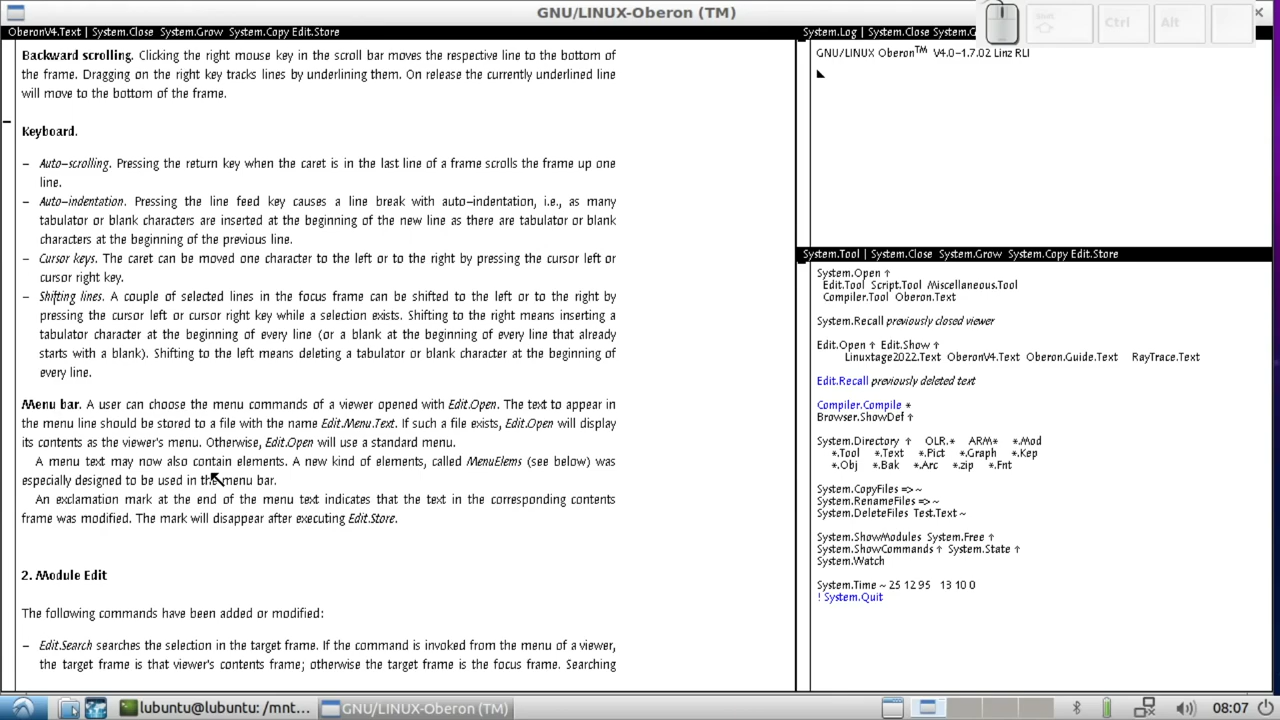 GNU/LINUX-Oberon (TM)
Ctrl
Alt
OberonV4.Text | System.Close System.Grow System.Copy Edit.Store
Backward scrolling. Clicking the right mouse key in the scroll bar moves the respective line to the bottom of
the frame. Dragging on the right key tracks lines by underlining them. On release the currently underlined line
will move to the bottom of the frame.
Keyboard.
– Auto–scrolling. Pressing the return key when the caret is in the last line of a frame scrolls the frame up one
line.
– Auto–indentation. Pressing the line feed key causes a line break with auto–indentation, i.e., as many
tabulator or blank characters are inserted at the beginning of the new line as there are tabulator or blank
characters at the beginning of the previous line.
– Cursor keys. The caret can be moved one character to the left or to the right by pressing the cursor left or
cursor right key.
– Shifting lines. A couple of selected lines in the focus frame can be shifted to the left or to the right by
pressing the cursor left or cursor right key while a selection exists. Shifting to the right means inserting a
tabulator character at the beginning of every line (or a blank at the beginning of every line that already
starts with a blank). Shifting to the left means deleting a tabulator or blank character at the beginning of
every line.
Menu bar. A user can choose the menu commands of a viewer opened with Edit.Open. The text to appear in
the menu line should be stored to a file with the name Edit.Menu.Text. If such a file exists, Edit.Open will display
its contents as the viewer's menu. Otherwise, Edit.Open will use a standard menu.
A menu text may now also contain elements. A new kind of elements, called MenuElems (see below) was
especially designed to be used in the menu bar.
An exclamation mark at the end of the menu text indicates that the text in the corresponding contents
frame was modified. The mark will disappear after executing Edit.Store.
2. Module Edit
The following commands have been added or modified:
– Edit.Search searches the selection in the target frame. If the command is invoked from the menu of a viewer,
the target frame is that viewer's contents frame; otherwise the target frame is the focus frame. Searching
System.Log | System.Close System.G
GNU/LINUX OberonTM V4.0–1.7.02 Linz RLI
System.Tool | System.Close System.Grow System.Copy Edit.Store
System.Open ↑
Edit.Tool Script.Tool Miscellaneous.Tool
Compiler.Tool Oberon.Text
System.Recall previously closed viewer
Edit.Open ↑ Edit.Show ↑
Linuxtage2022.Text OberonV4.Text Oberon.Guide.Text RayTrace.Text
Edit.Recall previously deleted text
Compiler.Compile *
Browser.ShowDef ↑
System.Directory ↑ OLR.* ARM* *.Mod
*.Tool *.Text *.Pict *.Graph *.Kep
*.Obj *.Bak *.Arc *.zip *.Fnt
System.CopyFiles => ~
System.RenameFiles => ~
System.DeleteFiles Test.Text ~
System.ShowModules System.Free ↑
System.ShowCommands ↑ System.State ↑
System.Watch
System.Time ~ 25 12 95 13 10 0
! System.Quit
lubuntu@lubuntu: /mnt...
GNU/LINUX-Oberon (TM)
08:07